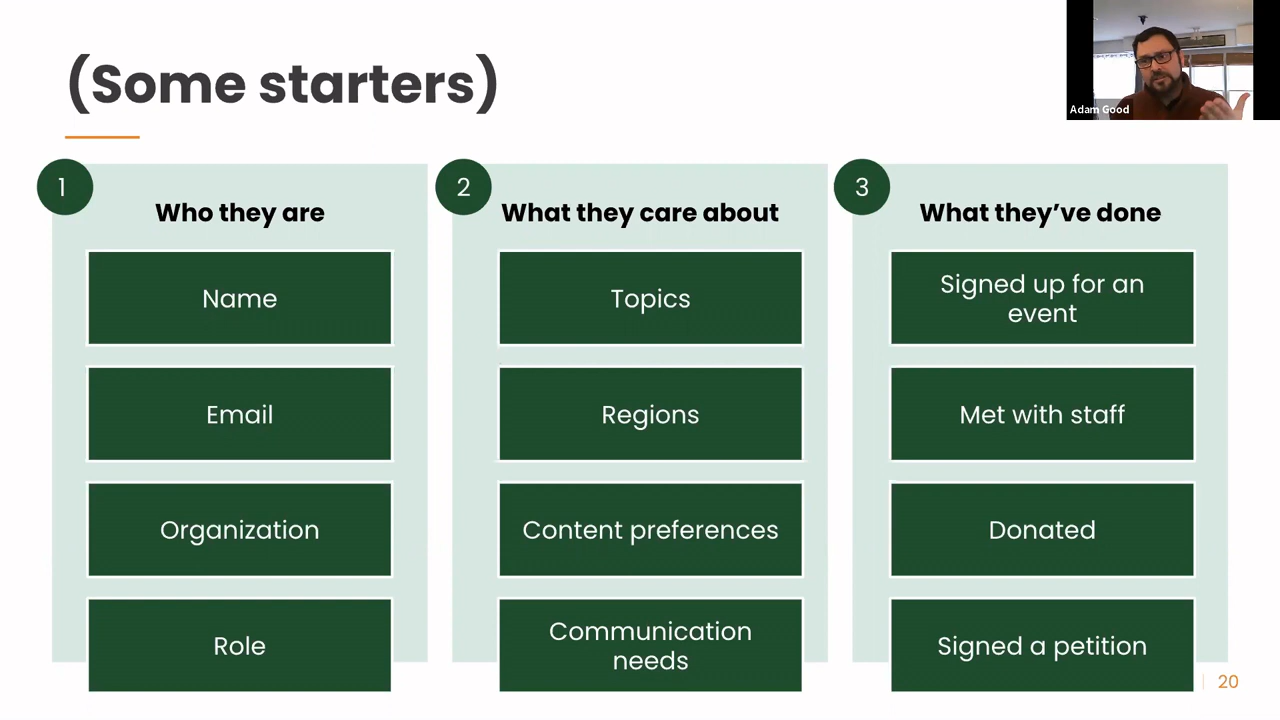 (Some starters)
Adam Good
1
Who they are
Name
Email
Organization
Role
2
What they care about
Topics
Regions
Content preferences
Communication
needs
3
What they’ve done
Signed up for an
event
Met with staff
Donated
Signed a petition
20